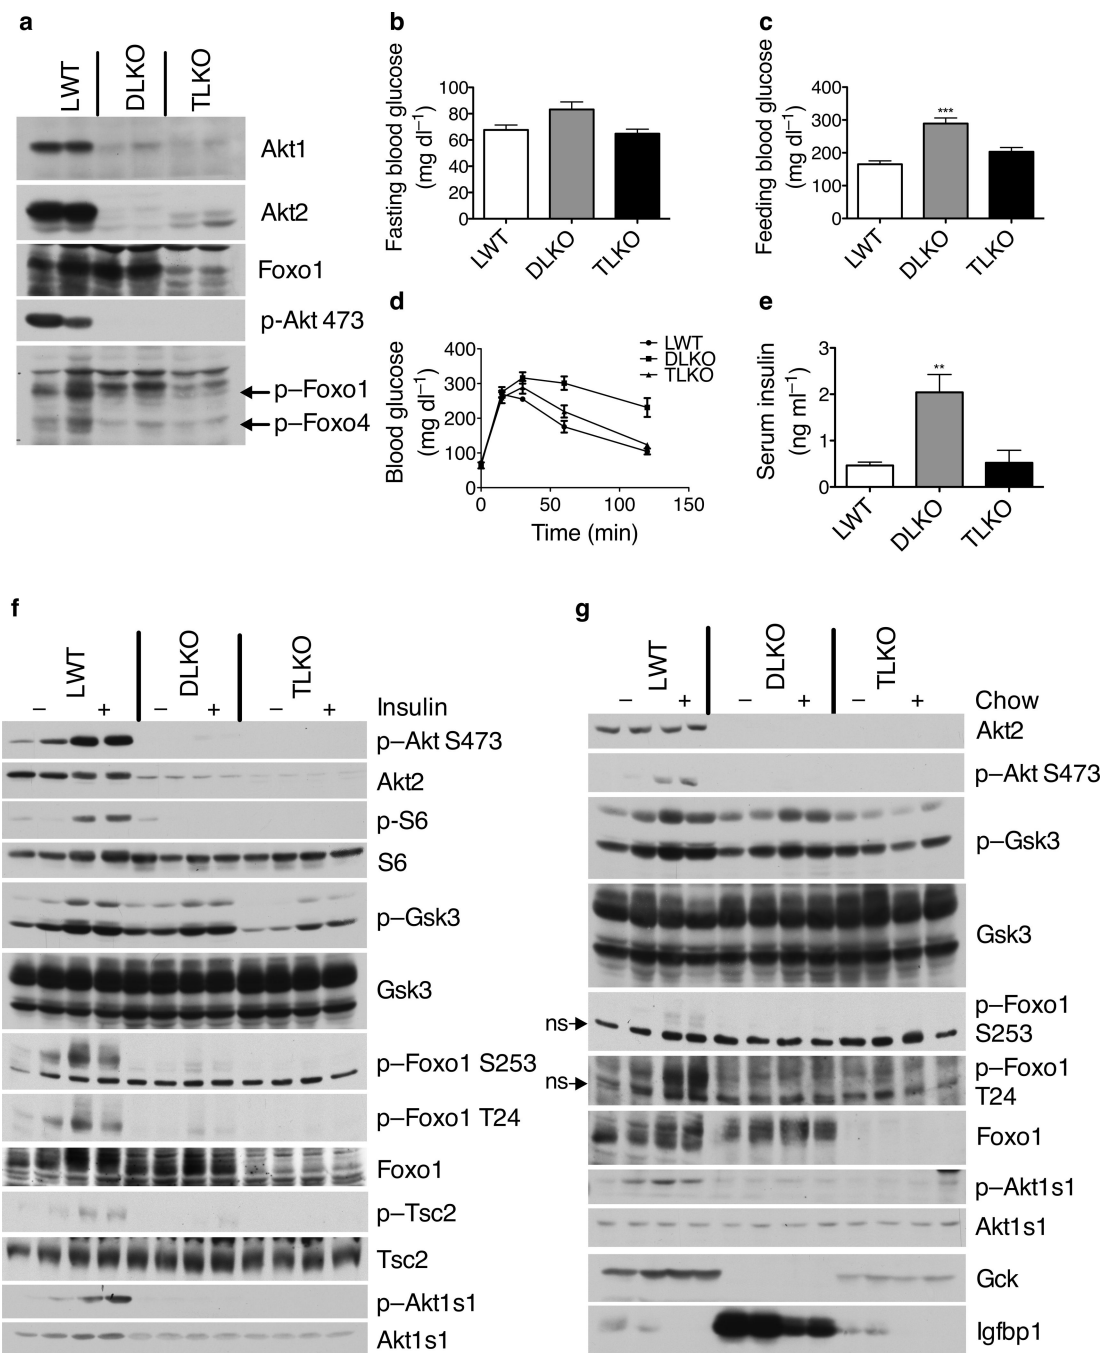 a
LWT
DLKO
TLKO
Akt1
Akt2
Foxo1
p-Akt 473
p–Foxo1
p–Foxo4
b
Fasting blood glucose
(mg dl–1)
100
80
60
40
20
0
LWT
DLKO
TLKO
c
Feeding blood glucose
(mg dl–1)
400
300
200
100
0
***
LWT
DLKO
TLKO
d
Blood glucose
(mg dl–1)
400
300
200
100
0
0
50
100
150
Time (min)
LWT
DLKO
TLKO
e
Serum insulin
(ng ml–1)
3
2
1
0
**
LWT
DLKO
TLKO
f
LWT
DLKO
TLKO
– + – + – + Insulin
p–Akt S473
Akt2
p-S6
S6
p–Gsk3
Gsk3
p–Foxo1 S253
p–Foxo1 T24
Foxo1
p–Tsc2
Tsc2
p–Akt1s1
Akt1s1
g
LWT
DLKO
TLKO
– + – + – + Chow
Akt2
p–Akt S473
p–Gsk3
Gsk3
p–Foxo1
ns S253
p–Foxo1
ns T24
Foxo1
p–Akt1s1
Akt1s1
Gck
Igfbp1